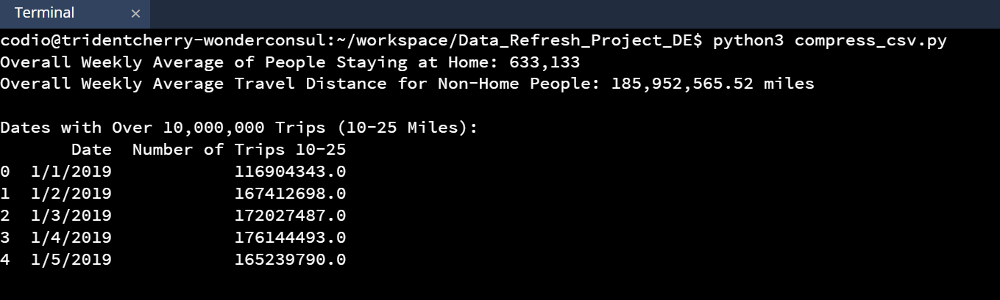 Terminal ×
codio@tridentcherry-wonderconsul:~/workspace/Data_Refresh_Project_DE$ python3 compress_csv.py
Overall Weekly Average of People Staying at Home: 633,133
Overall Weekly Average Travel Distance for Non-Home People: 185,952,565.52 miles
Dates with Over 10,000,000 Trips (10-25 Miles):
Date Number of Trips 10-25
0 1/1/2019 116904343.0
1 1/2/2019 167412698.0
2 1/3/2019 172027487.0
3 1/4/2019 176144493.0
4 1/5/2019 165239790.0